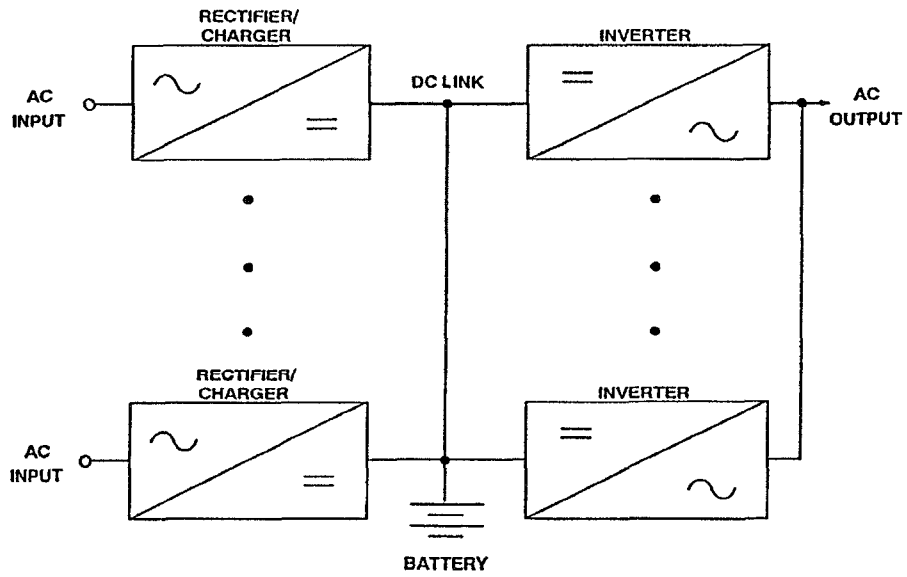 RECTIFIER/
CHARGER
INVERTER
AC
INPUT
DC LINK
AC
OUTPUT
RECTIFIER/
CHARGER
INVERTER
AC
INPUT
BATTERY